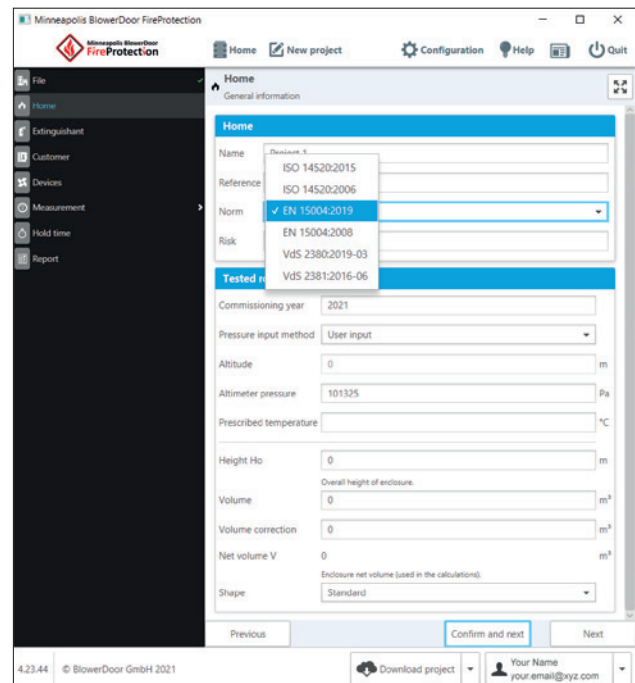 Minneapolis BlowerDoor FireProtection
Minneapolis BlowerDoor
FireProtection
Home
New project
Configuration
Help
Quit
File
Home
Extinguishant
Customer
Devices
Measurement
Hold time
Report
Home
General information
Home
Name Project 1
Reference
Norm
Risk
ISO 14520:2015
ISO 14520:2006
✓ EN 15004:2019
EN 15004:2008
VdS 2380:2019-03
VdS 2381:2016-06
Tested
Commissioning year 2021
Pressure input method User input
Altitude 0 m
Altimeter pressure 101325 Pa
Prescribed temperature °C
Height Ho 0 m
Overall height of enclosure.
Volume 0 m³
Volume correction 0 m³
Net volume V 0 m³
Enclosure net volume (used in the calculations).
Shape Standard
Previous
Confirm and next
Next
4.23.44 © BlowerDoor GmbH 2021
Download project
Your Name
your.email@xyz.com